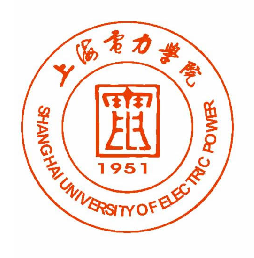 上海电力学院
1951
SHANGHAI UNIVERSITY OF ELECTRIC POWER